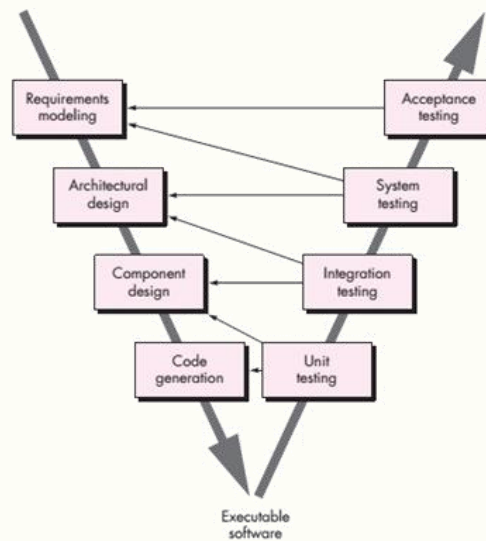 Requirements
modeling
Acceptance
testing
Architectural
design
System
testing
Component
design
Integration
testing
Code
generation
Unit
testing
Executable
software